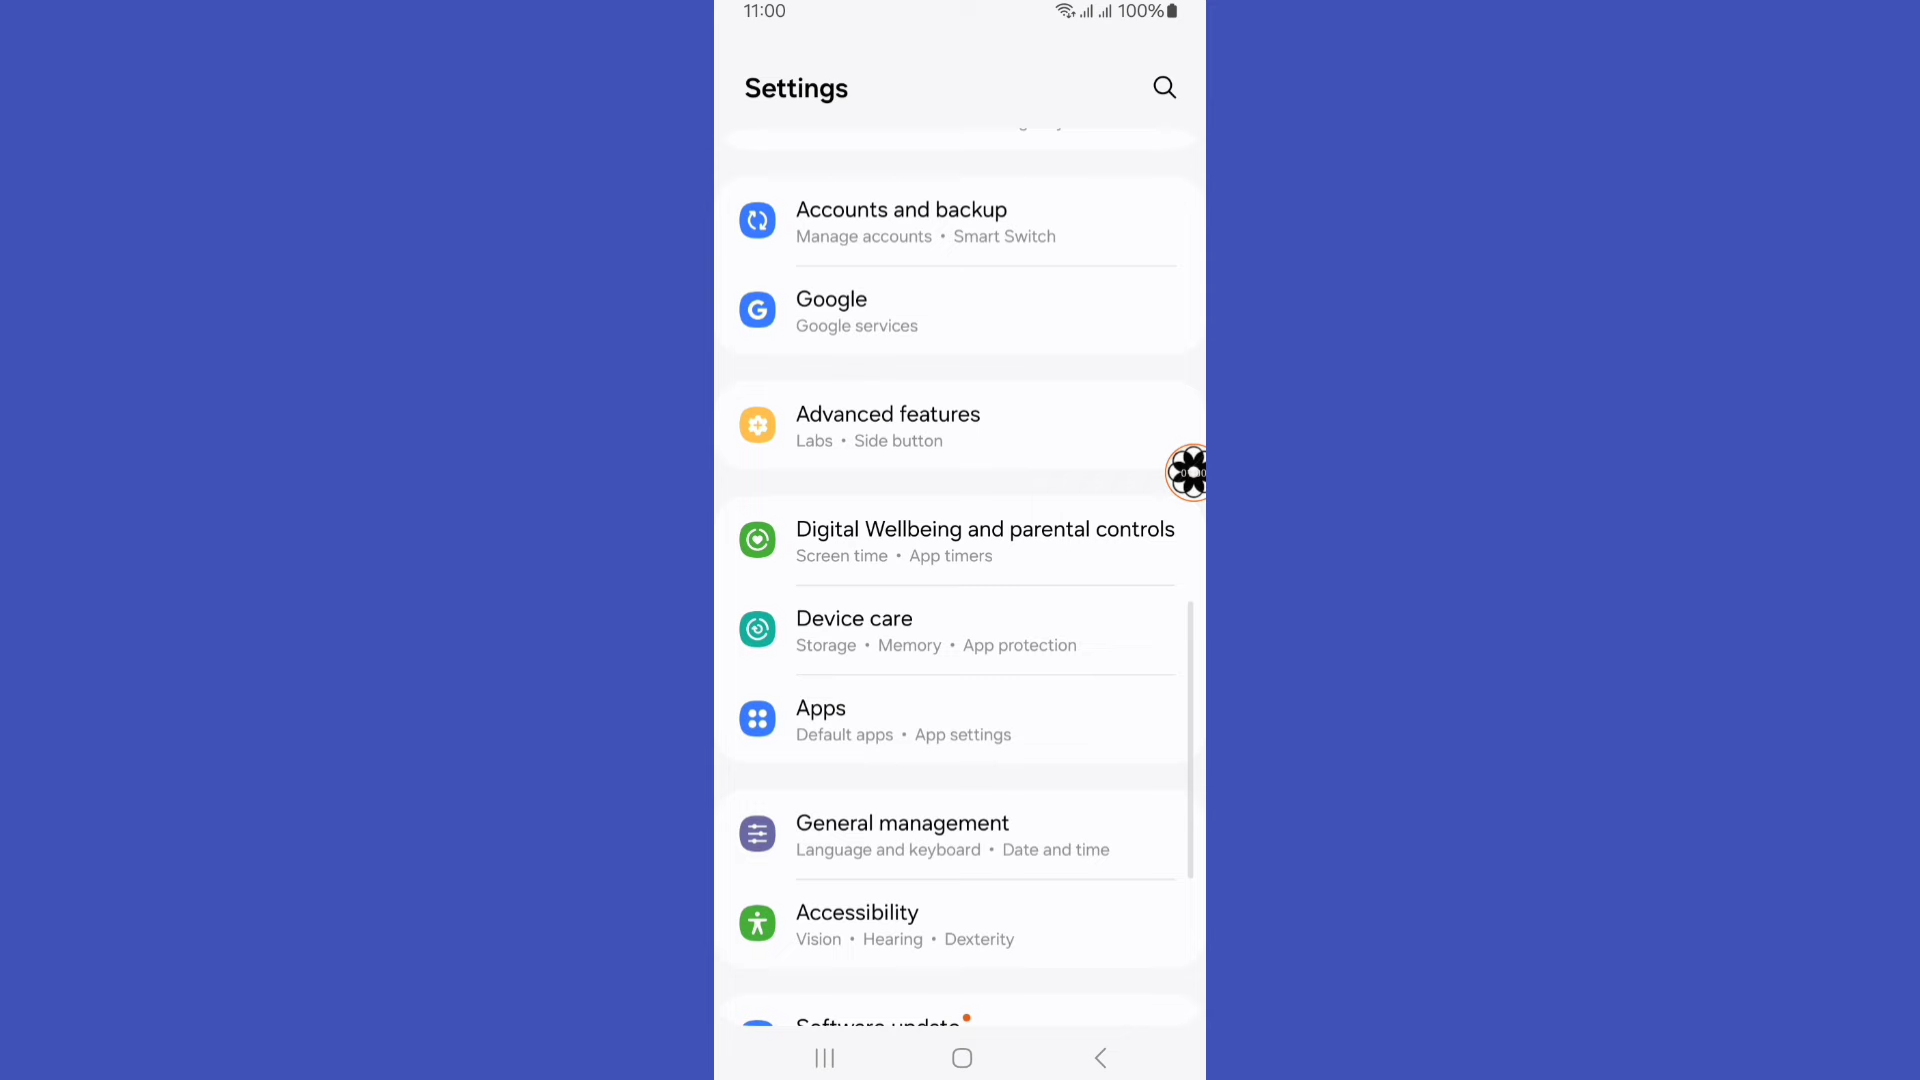 11:00
100%
Settings
Accounts and backup
Manage accounts • Smart Switch
Google
Google services
Advanced features
Labs • Side button
Digital Wellbeing and parental controls
Screen time • App timers
Device care
Storage • Memory • App protection
Apps
Default apps • App settings
General management
Language and keyboard • Date and time
Accessibility
Vision • Hearing • Dexterity
Software update